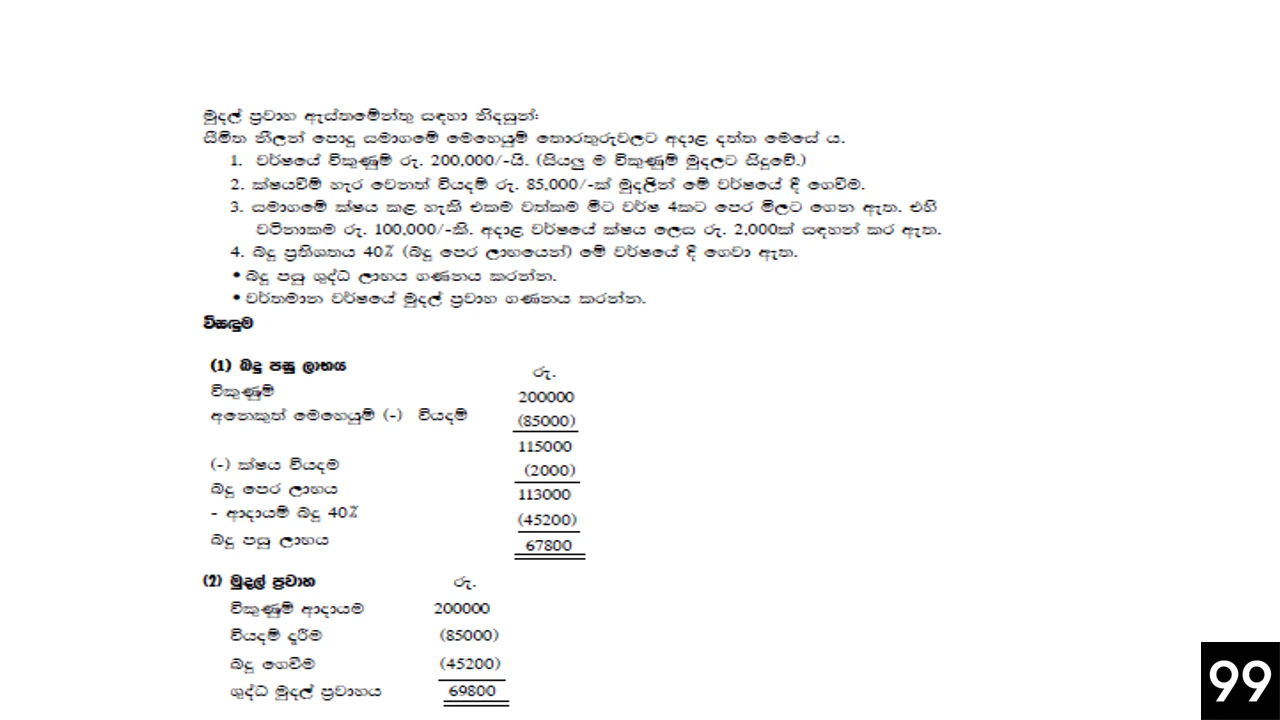 මුදල් ප්‍රවාහ ඇස්තමේන්තු සඳහා නිදසුන්:
සීමිත නීලන් පොදු සමාගමේ මෙහෙයුම් තොරතුරුවලට අදාළ දත්ත මෙසේ ය.
1. වර්ෂයේ විකුණුම් රු. 200,000/-යි. (සියලු ම විකුණුම් මුදලට සිදුවේ.)
2. ක්ෂයවීම් හැර වෙනත් වියදම් රු. 85,000/-ක් මුදලින් මේ වර්ෂයේ දී ගෙවීම.
3. සමාගමේ ක්ෂය කළ හැකි එකම වත්කම මීට වර්ෂ 4කට පෙර මිලට ගෙන ඇත. එහි
වටිනාකම රු. 100,000/-කි. අදාළ වර්ෂයේ ක්ෂය ලෙස රු. 2,000ක් සඳහන් කර ඇත.
4. බදු ප්‍රතිශතය 40% (බදු පෙර ලාභයෙන්) මේ වර්ෂයේ දී ගෙවා ඇත.
• බදු පසු ශුද්ධ ලාභය ගණනය කරන්න.
• වර්තමාන වර්ෂයේ මුදල් ප්‍රවාහ ගණනය කරන්න.
විසඳුම
(1) බදු පසු ලාභය රු.
විකුණුම් 200000
අනෙකුත් මෙහෙයුම් (-) වියදම් (85000)
115000
(-) ක්ෂය වියදම (2000)
බදු පෙර ලාභය 113000
- ආදායම් බදු 40% (45200)
බදු පසු ලාභය 67800
(2) මුදල් ප්‍රවාහ රු.
විකුණුම් ආදායම 200000
වියදම් දැරීම (85000)
බදු ගෙවීම (45200)
ශුද්ධ මුදල් ප්‍රවාහය 69800
99